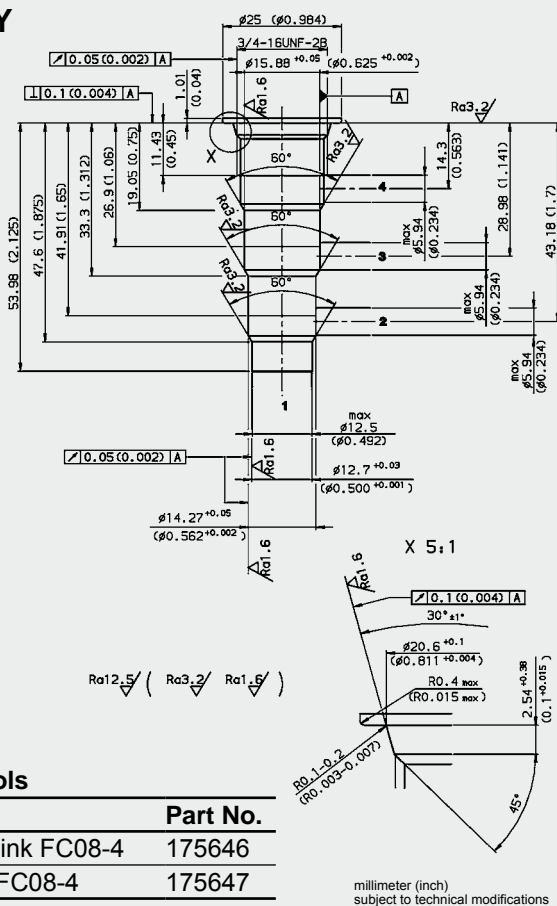 Y
ø25 (ø0.984)
3/4-16UNF-2B
ø15.88 +0.05 (ø0.625 +0.002)
↗ 0.05(0.002) A
⊥ 0.1(0.004) A
1.01 (0.04)
Ra1.6
A
Ra3.2
X
11.43 (0.45)
19.05 (0.75)
26.9 (1.06)
33.3 (1.312)
41.91(1.65)
47.6 (1.875)
53.98 (2.125)
60°
Ra3.2
14.3 (0.563)
28.98 (1.141)
43.18 (1.7)
4
max ø5.94 (ø0.234)
Ra3.2
60°
3
max ø5.94 (ø0.234)
Ra3.2
60°
2
max ø5.94 (ø0.234)
1
max
ø12.5
(ø0.492)
↗ 0.05(0.002) A
Ra1.6
ø12.7 +0.03
(ø0.500 +0.001)
ø14.27 +0.05
(ø0.562 +0.002)
Ra1.6
X 5:1
Ra1.6
↗ 0.1(0.004) A
30° ±1°
ø20.6 +0.1
(ø0.811 +0.004)
R0.4 max
(R0.015 max)
2.54 +0.38
(0.1 +0.015)
R0.1-0.2
(R0.003-0.007)
45°
Ra12.5 ( Ra3.2 Ra1.6 )
ols
Part No.
ink FC08-4 175646
FC08-4 175647
millimeter (inch)
subject to technical modifications